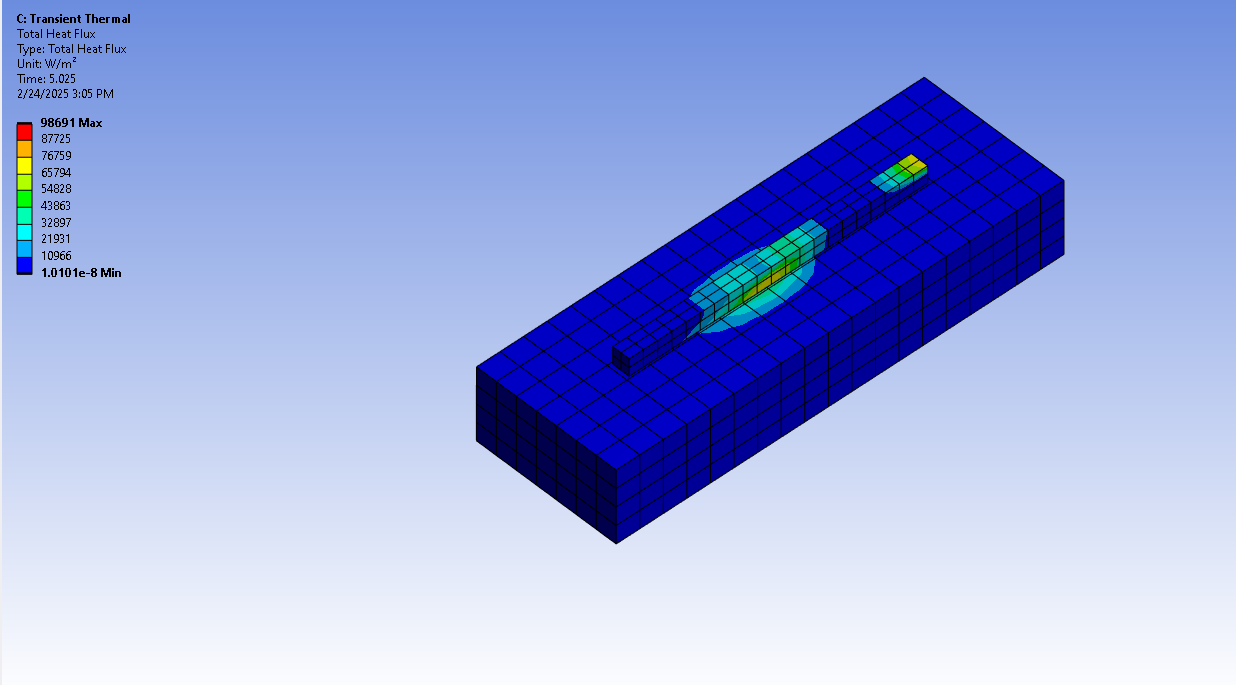 C: Transient Thermal
Total Heat Flux
Type: Total Heat Flux
Unit: W/m²
Time: 5.025
2/24/2025 3:05 PM
98691 Max
87725
76759
65794
54828
43863
32897
21931
10966
1.0101e-8 Min